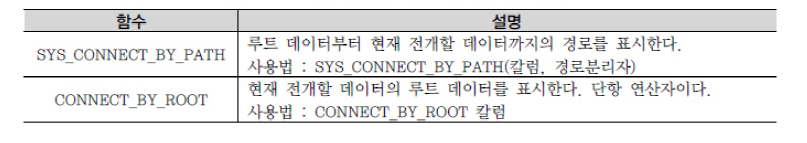 함수 설명
SYS_CONNECT_BY_PATH 루트 데이터부터 현재 전개할 데이터까지의 경로를 표시한다.
사용법 : SYS_CONNECT_BY_PATH(칼럼, 경로분리자)
CONNECT_BY_ROOT 현재 전개할 데이터의 루트 데이터를 표시한다. 단항 연산자이다.
사용법 : CONNECT_BY_ROOT 칼럼